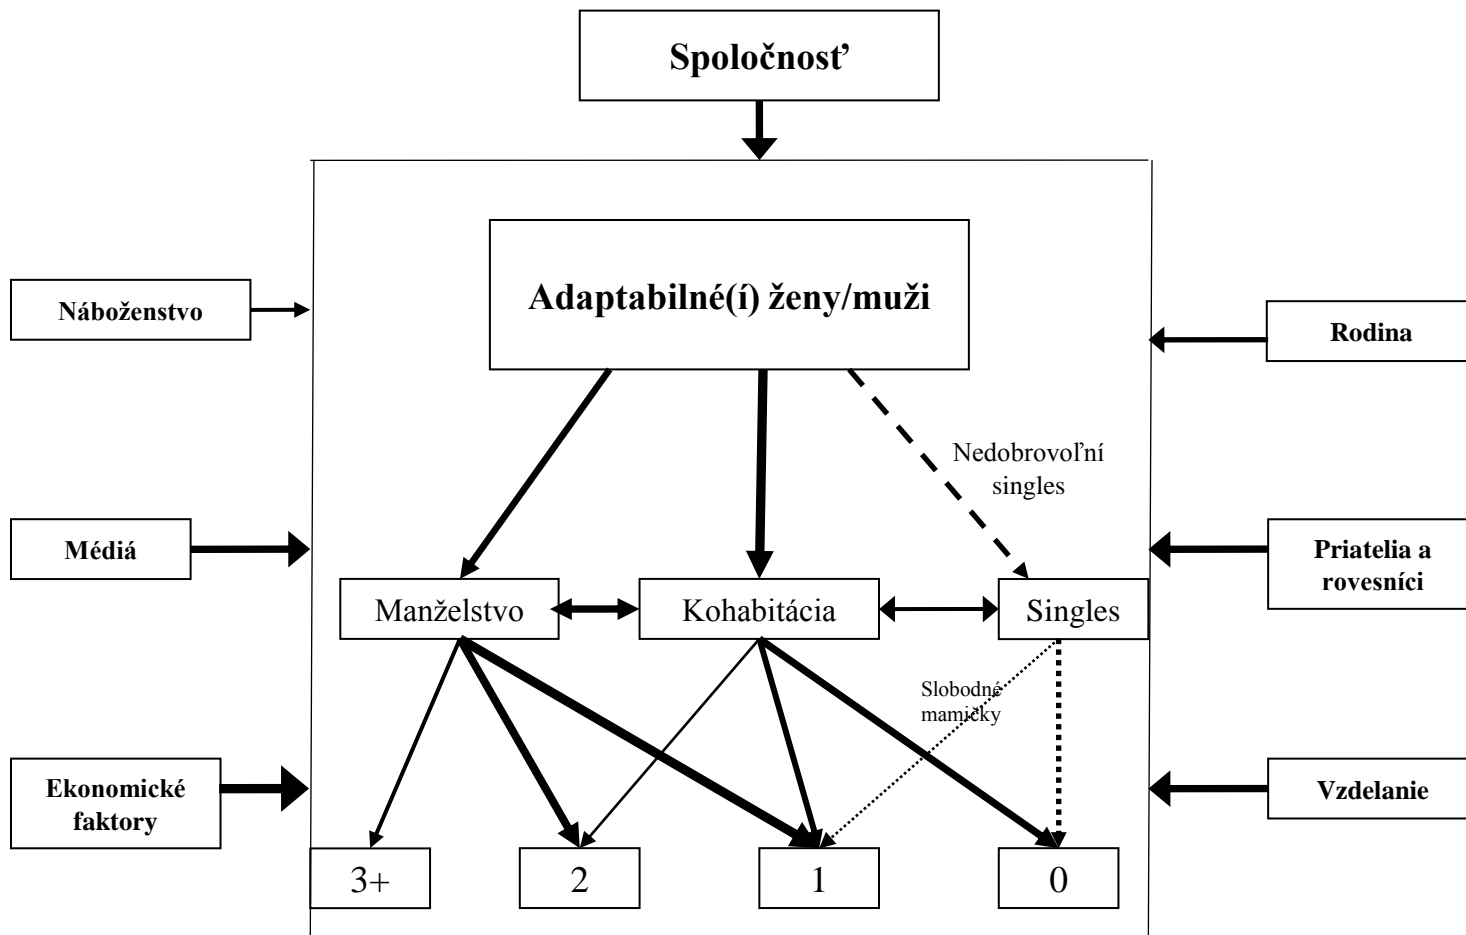 Spoločnosť
Adaptabilné(í) ženy/muži
Náboženstvo
Rodina
Nedobrovoľní
singles
Médiá
Priatelia a
rovesníci
Manželstvo
Kohabitácia
Singles
Slobodné
mamičky
Ekonomické
faktory
Vzdelanie
3+
2
1
0